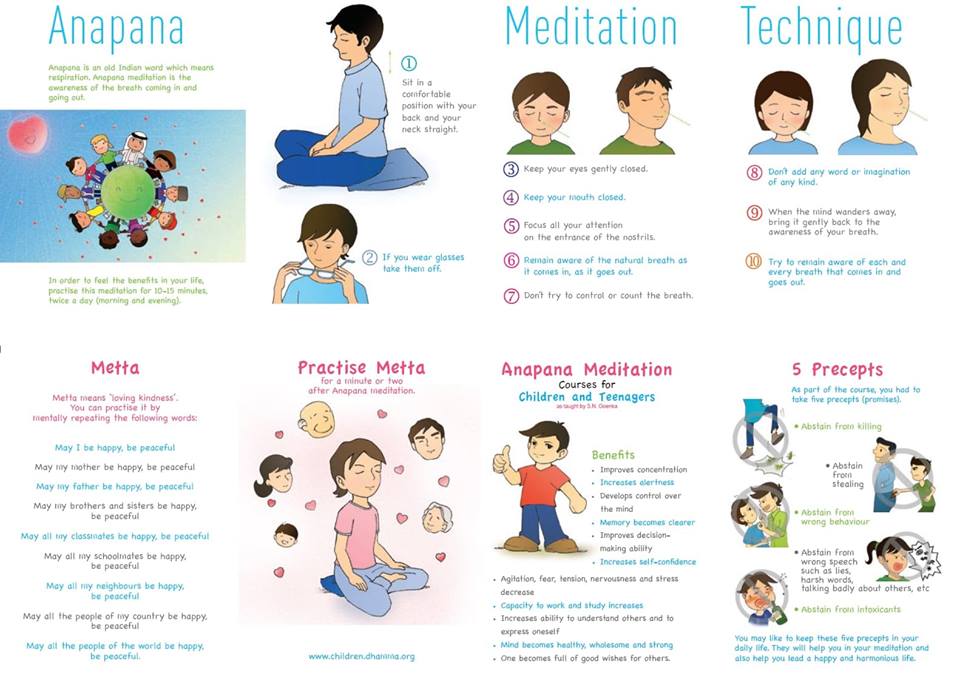 Anapana
Anapana is an old Indian word which means
respiration. Anapana meditation is the
awareness of the breath coming in and
going out.
In order to feel the benefits in your life,
practise this meditation for 10-15 minutes,
twice a day (morning and evening).
1
Sit in a
comfortable
position with your
back and your
neck straight.
2 If you wear glasses
take them off.
Meditation
3 Keep your eyes gently closed.
4 Keep your mouth closed.
5 Focus all your attention
on the entrance of the nostrils.
6 Remain aware of the natural breath as
it comes in, as it goes out.
7 Don't try to control or count the breath.
Technique
8 Don't add any word or imagination
of any kind.
9 When the mind wanders away,
bring it gently back to the
awareness of your breath.
10 Try to remain aware of each and
every breath that comes in and
goes out.
Metta
Metta means 'loving kindness'.
You can practise it by
mentally repeating the following words:
May I be happy, be peaceful
May my mother be happy, be peaceful
May my father be happy, be peaceful
May my brothers and sisters be happy,
be peaceful
May all my classmates be happy, be peaceful
May all my schoolmates be happy,
be peaceful
May all my neighbours be happy,
be peaceful
May all the people of my country be happy,
be peaceful
May all the people of the world be happy,
be peaceful.
Practise Metta
for a minute or two
after Anapana meditation.
www.children.dhamma.org
Anapana Meditation
Courses for
Children and Teenagers
as taught by S.N. Goenka
Benefits
• Improves concentration
• Increases alertness
• Develops control over
the mind
• Memory becomes clearer
• Improves decision-
making ability
• Increases self-confidence
• Agitation, fear, tension, nervousness and stress
decrease
• Capacity to work and study increases
• Increases ability to understand others and to
express oneself
• Mind becomes healthy, wholesome and strong
• One becomes full of good wishes for others.
5 Precepts
As part of the course, you had to
take five precepts (promises).
• Abstain from killing
• Abstain
from
stealing
• Abstain from
wrong behaviour
• Abstain from
wrong speech
such as lies,
harsh words,
talking badly about others, etc
• Abstain from intoxicants
You may like to keep these five precepts in your
daily life. They will help you in your meditation and
also help you lead a happy and harmonious life.